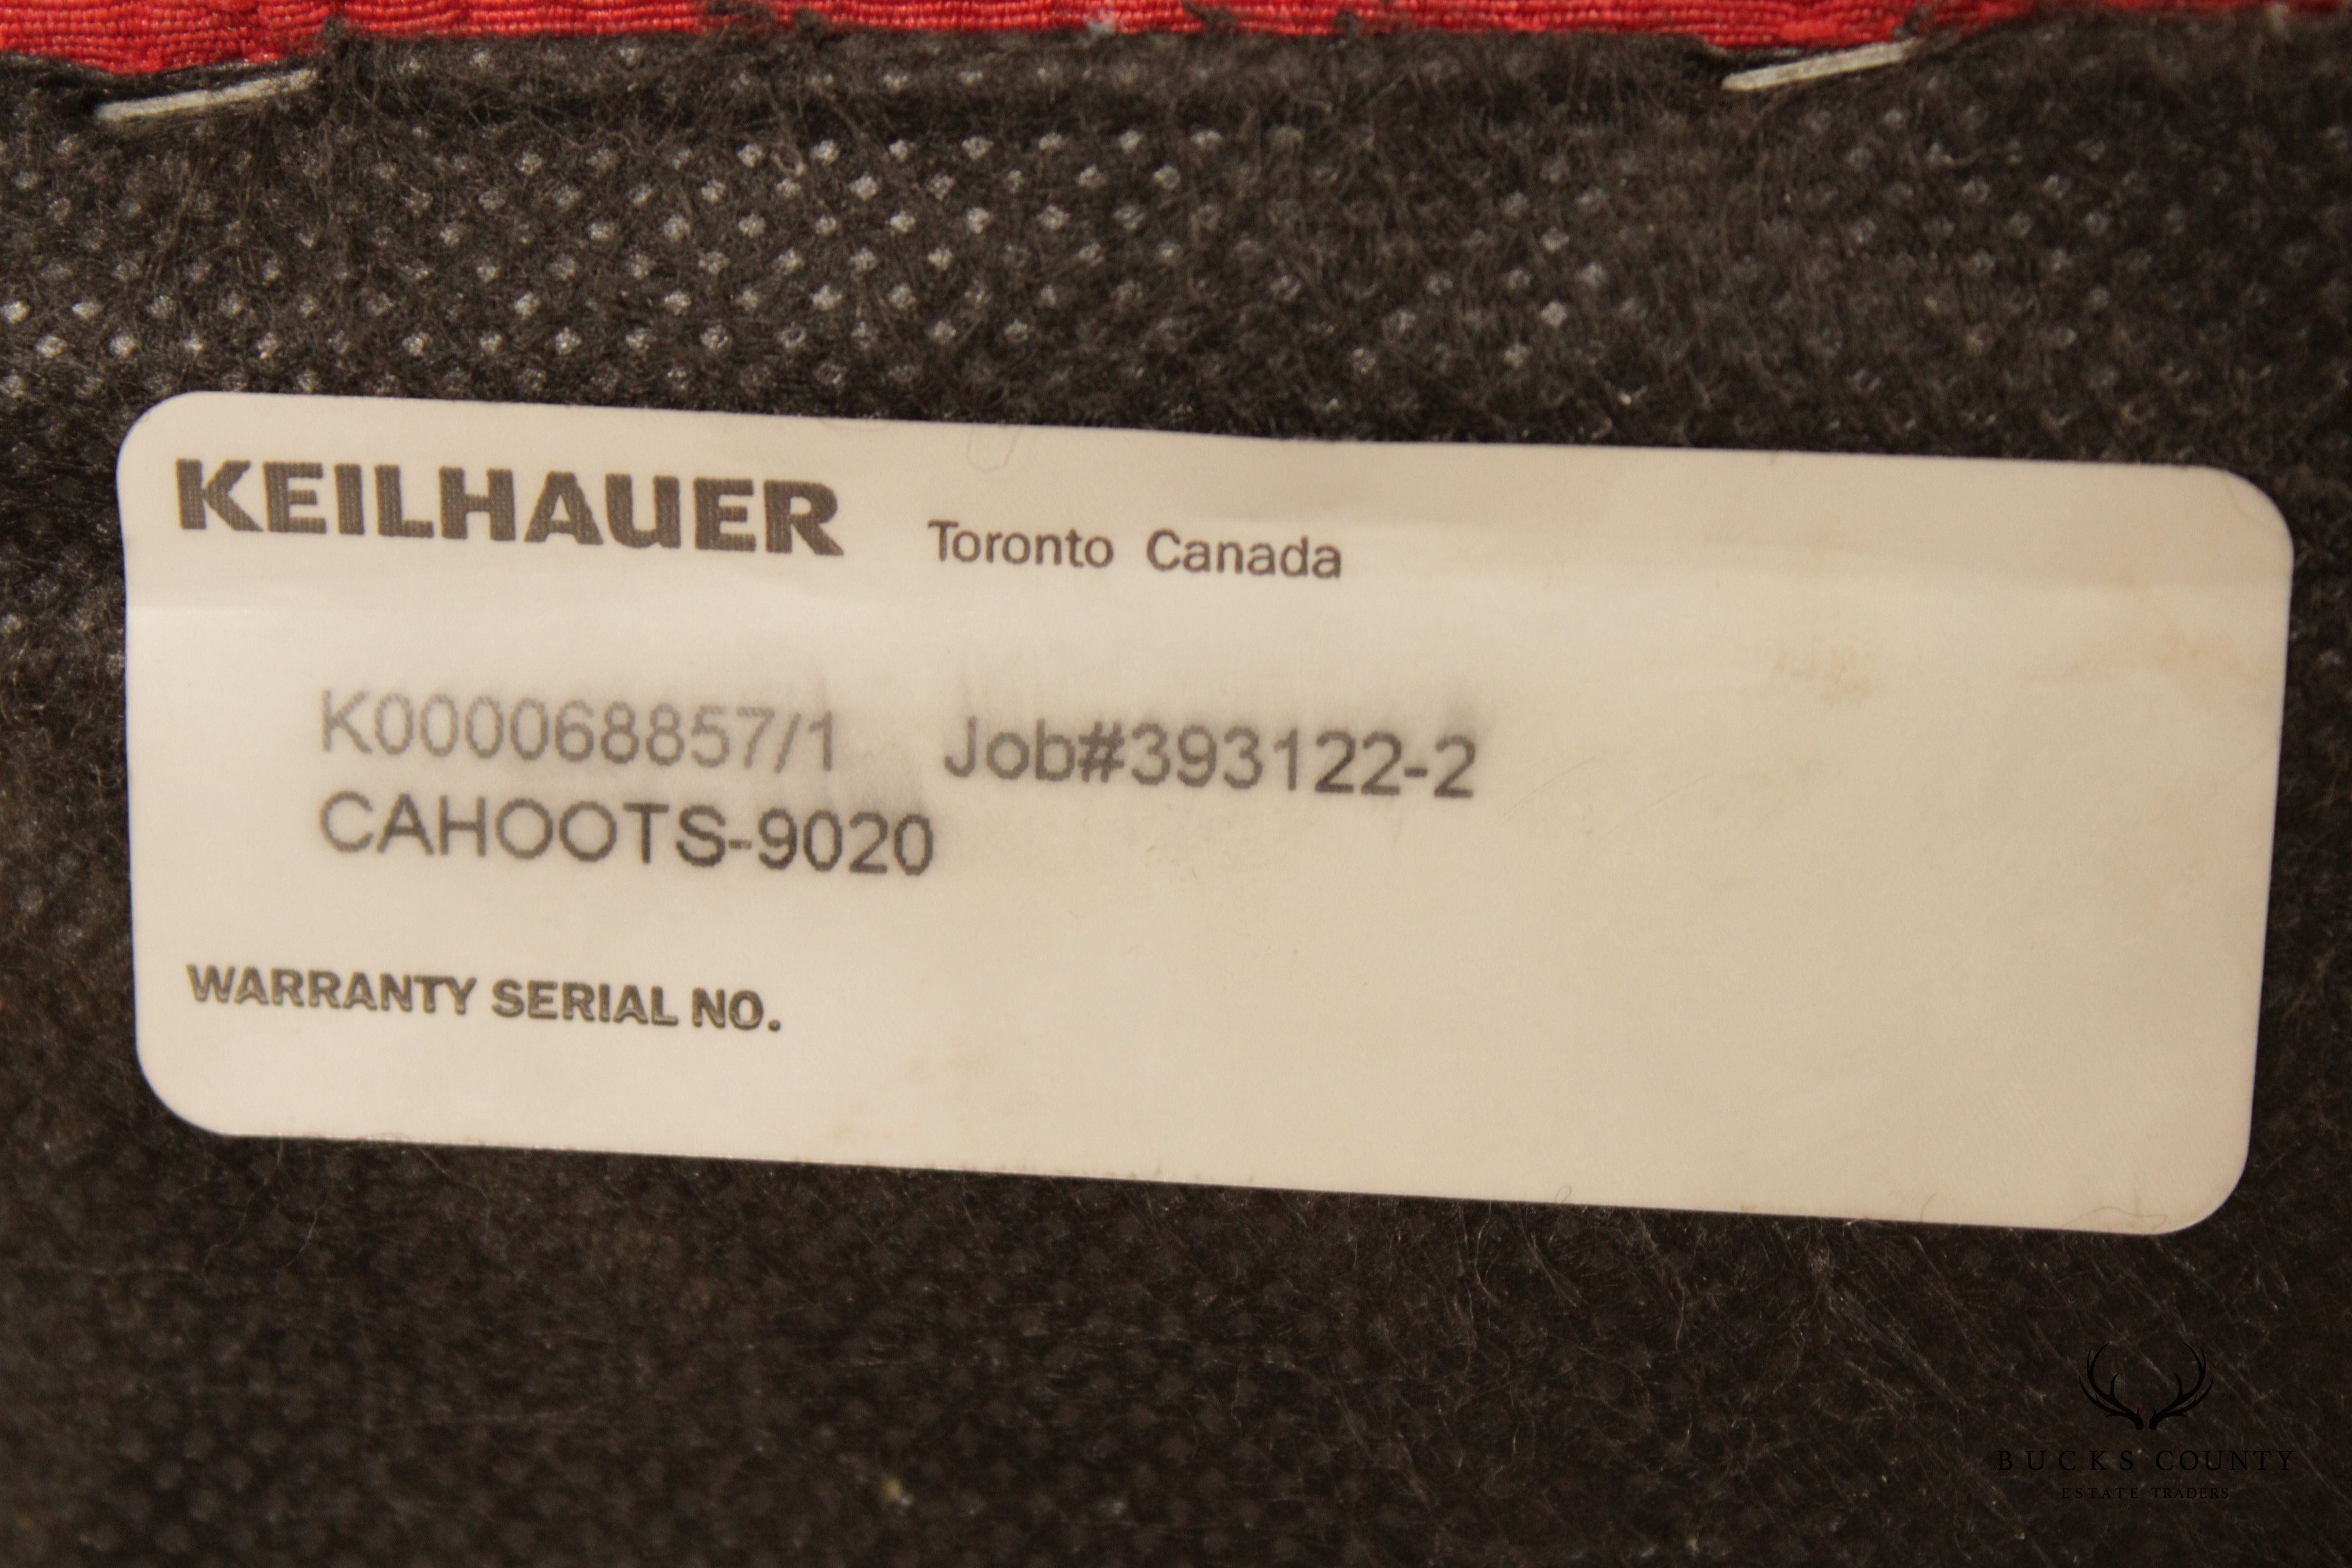 KEILHAUER Toronto Canada
K000068857/1 Job#393122-2
CAHOOTS-9020
WARRANTY SERIAL NO.
BUCKS COUNTY
ESTATE TRADERS